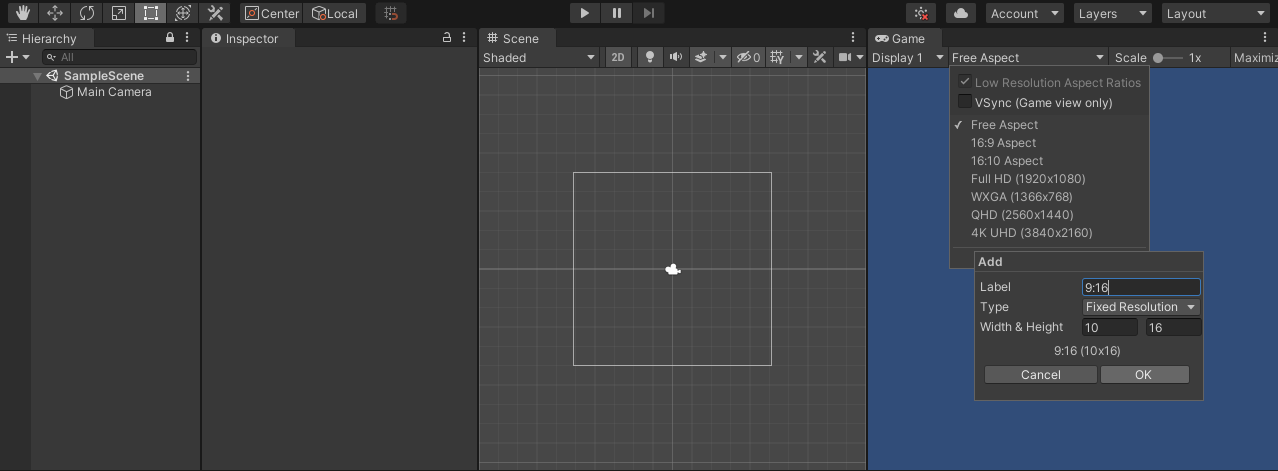 Center Local Account Layers Layout
Hierarchy Inspector Scene Game
All Shaded 2D 0 Display 1 Free Aspect Scale 1x Maximiz
SampleScene
Main Camera
Low Resolution Aspect Ratios
VSync (Game view only)
Free Aspect
16:9 Aspect
16:10 Aspect
Full HD (1920x1080)
WXGA (1366x768)
QHD (2560x1440)
4K UHD (3840x2160)
Add
Label 9:16
Type Fixed Resolution
Width & Height 10 16
9:16 (10x16)
Cancel OK